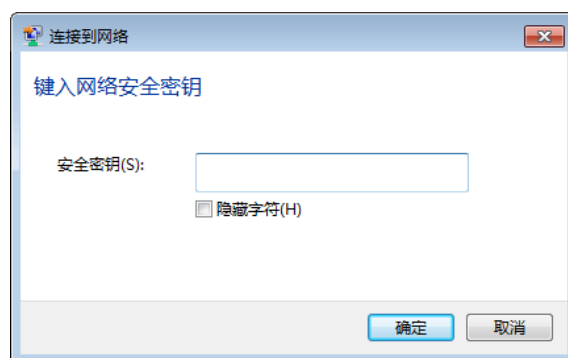 连接到网络
键入网络安全密钥
安全密钥(S):
隐藏字符(H)
确定
取消